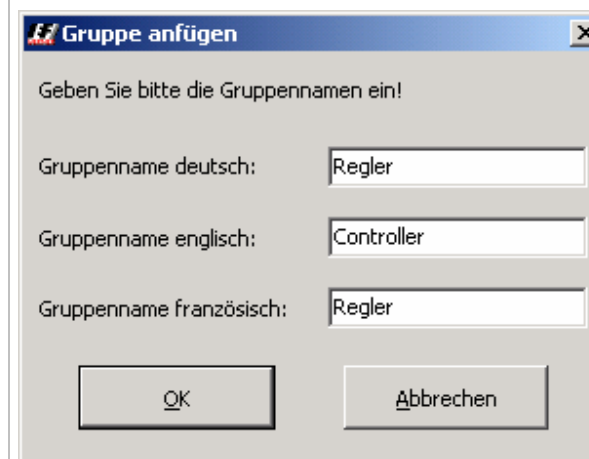 Gruppe anfügen
Geben Sie bitte die Gruppennamen ein!
Gruppenname deutsch: Regler
Gruppenname englisch: Controller
Gruppenname französisch: Regler
OK Abbrechen